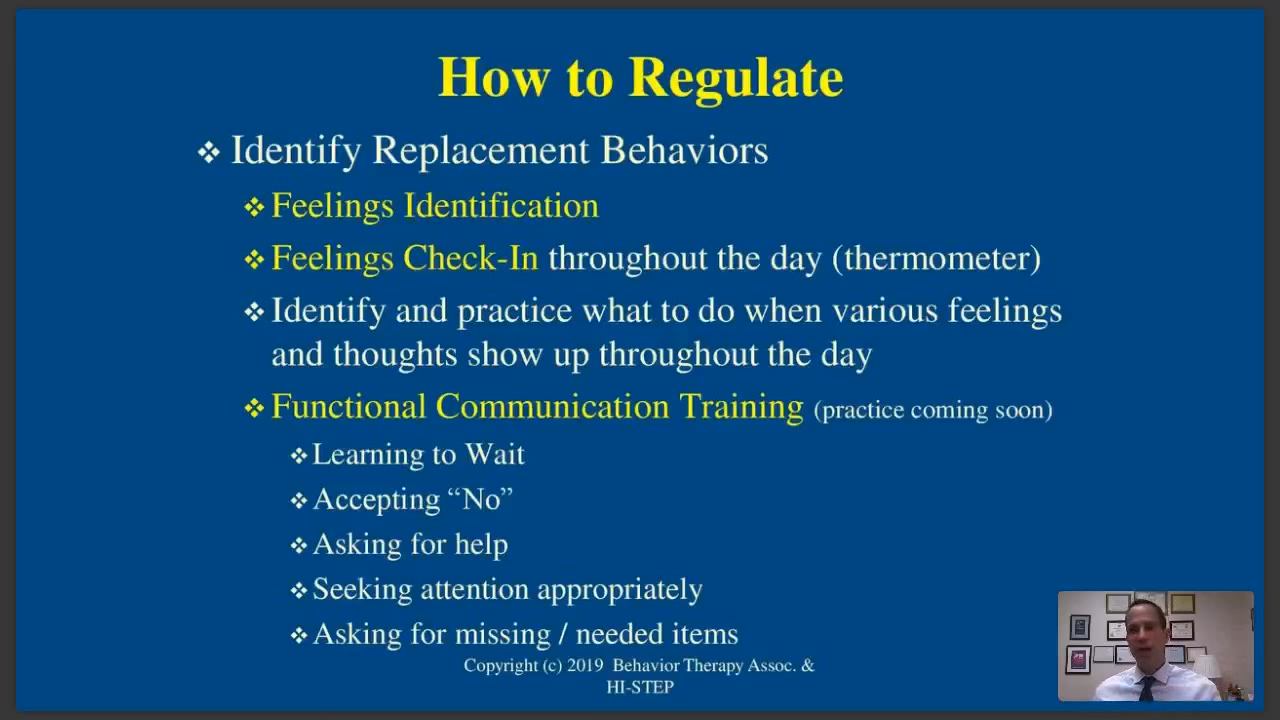 How to Regulate
❖ Identify Replacement Behaviors
❖ Feelings Identification
❖ Feelings Check-In throughout the day (thermometer)
❖ Identify and practice what to do when various feelings
and thoughts show up throughout the day
❖ Functional Communication Training (practice coming soon)
❖ Learning to Wait
❖ Accepting “No”
❖ Asking for help
❖ Seeking attention appropriately
❖ Asking for missing / needed items
Copyright (c) 2019 Behavior Therapy Assoc. &
HI-STEP